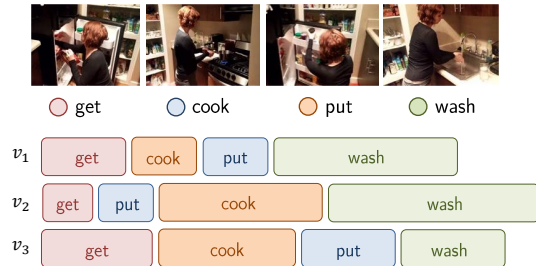 get cook put wash
v1 get cook put wash
v2 get put cook wash
v3 get cook put wash